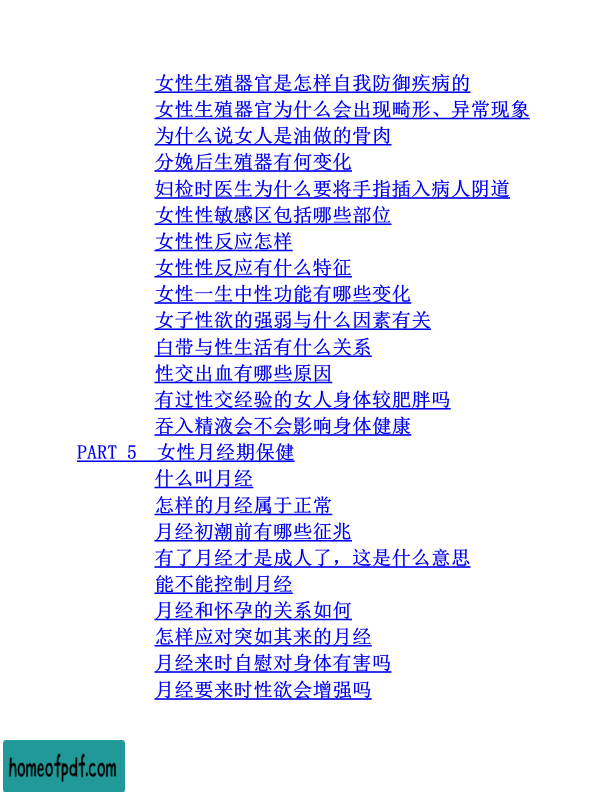 女性生殖器官是怎样自我防御疾病的
女性生殖器官为什么会出现畸形、异常现象
为什么说女人是油做的骨肉
分娩后生殖器有何变化
妇检时医生为什么要将手指插入病人阴道
女性性敏感区包括哪些部位
女性性反应怎样
女性性反应有什么特征
女性一生中性功能有哪些变化
女子性欲的强弱与什么因素有关
白带与性生活有什么关系
性交出血有哪些原因
有过性交经验的女人身体较肥胖吗
吞入精液会不会影响身体健康
PART 5 女性月经期保健
什么叫月经
怎样的月经属于正常
月经初潮前有哪些征兆
有了月经才是成人了，这是什么意思
能不能控制月经
月经和怀孕的关系如何
怎样应对突如其来的月经
月经来时自慰对身体有害吗
月经要来时性欲会增强吗
homeofpdf.com